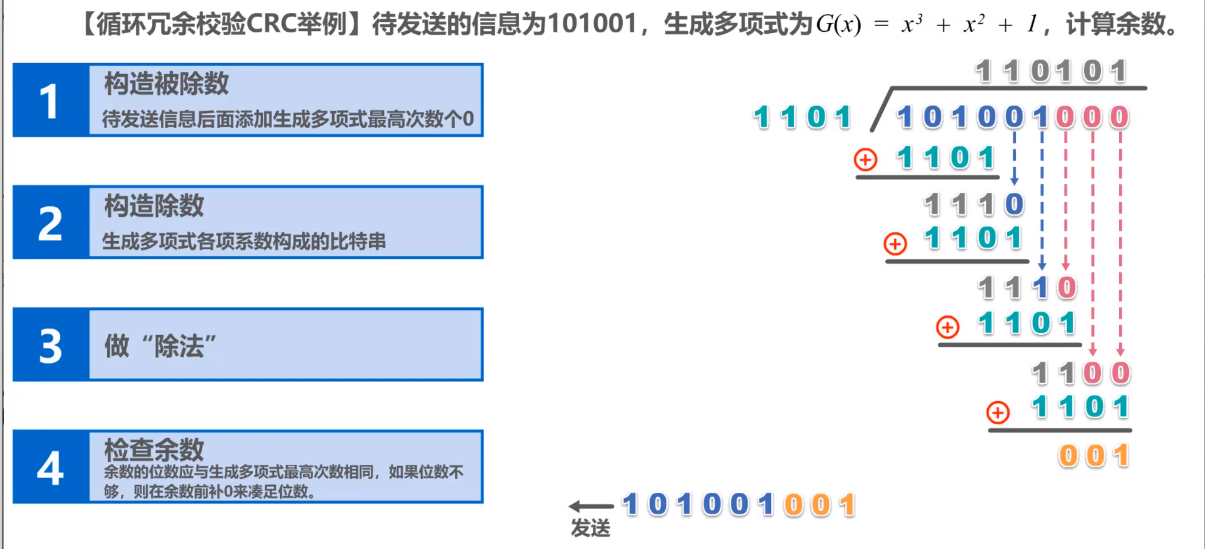 【循环冗余校验CRC举例】待发送的信息为101001，生成多项式为G(x) = x³ + x² + 1，计算余数。
1
构造被除数
待发送信息后面添加生成多项式最高次数个0
2
构造除数
生成多项式各项系数构成的比特串
3
做“除法”
4
检查余数
余数的位数应与生成多项式最高次数相同，如果位数不
够，则在余数前补0来凑足位数。
110101
1101 101001000
⊕ 1101
1110
⊕ 1101
1110
⊕ 1101
1100
⊕ 1101
001
101001001
发送